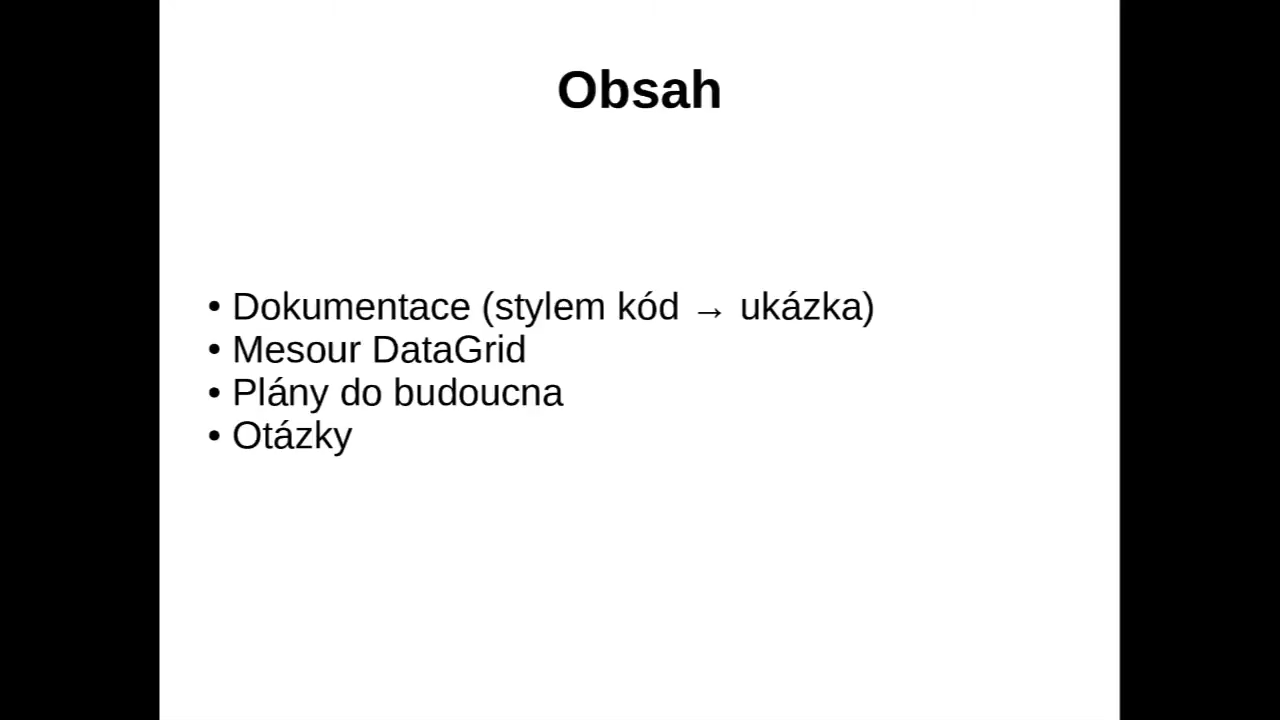 Obsah
• Dokumentace (stylem kód → ukázka)
• Mesour DataGrid
• Plány do budoucna
• Otázky